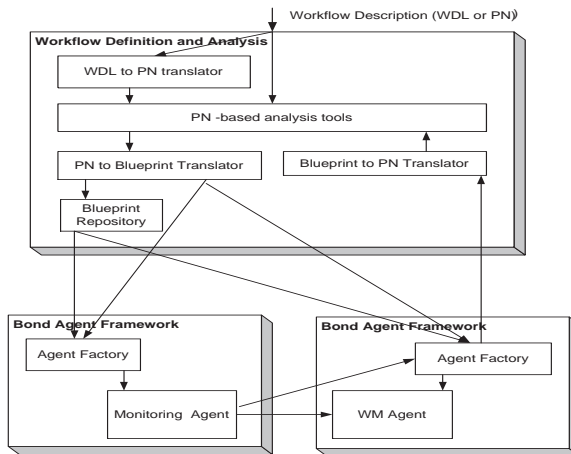 Workflow Description (WDL or PN)
Workflow Definition and Analysis
WDL to PN translator
PN -based analysis tools
PN to Blueprint Translator
Blueprint to PN Translator
Blueprint
Repository
Bond Agent Framework
Agent Factory
Monitoring Agent
Bond Agent Framework
Agent Factory
WM Agent